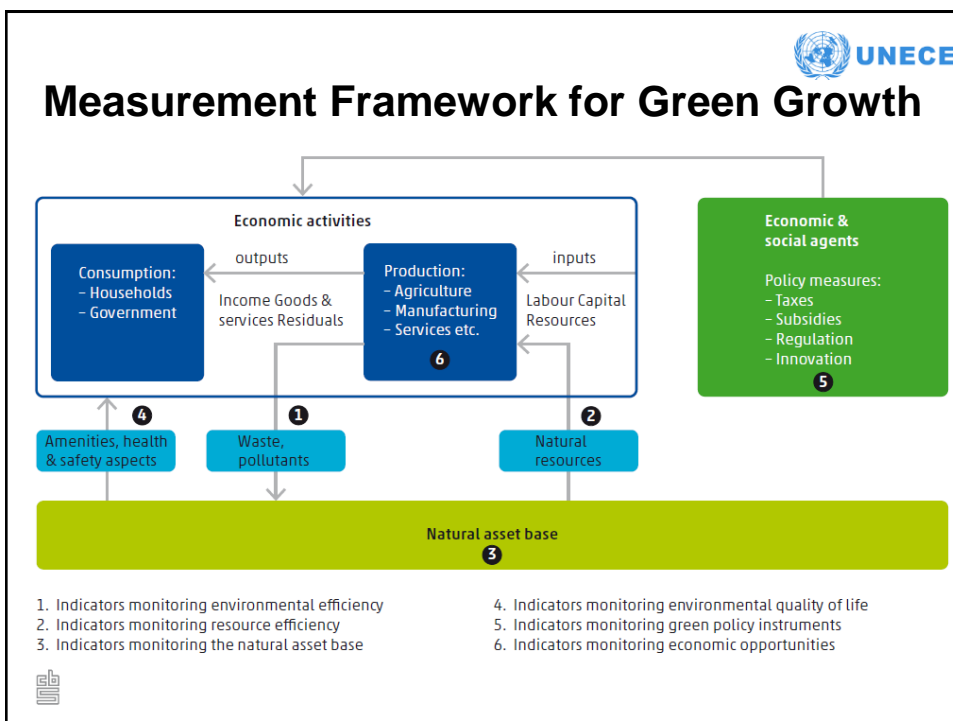 UNECE
Measurement Framework for Green Growth
Economic activities
Consumption:
– Households
– Government
outputs
Income Goods &
services Residuals
Production:
– Agriculture
– Manufacturing
– Services etc.
6
inputs
Labour Capital
Resources
Economic &
social agents
Policy measures:
– Taxes
– Subsidies
– Regulation
– Innovation
5
4
Amenities, health
& safety aspects
1
Waste,
pollutants
2
Natural
resources
Natural asset base
3
1. Indicators monitoring environmental efficiency
2. Indicators monitoring resource efficiency
3. Indicators monitoring the natural asset base
4. Indicators monitoring environmental quality of life
5. Indicators monitoring green policy instruments
6. Indicators monitoring economic opportunities
cbs